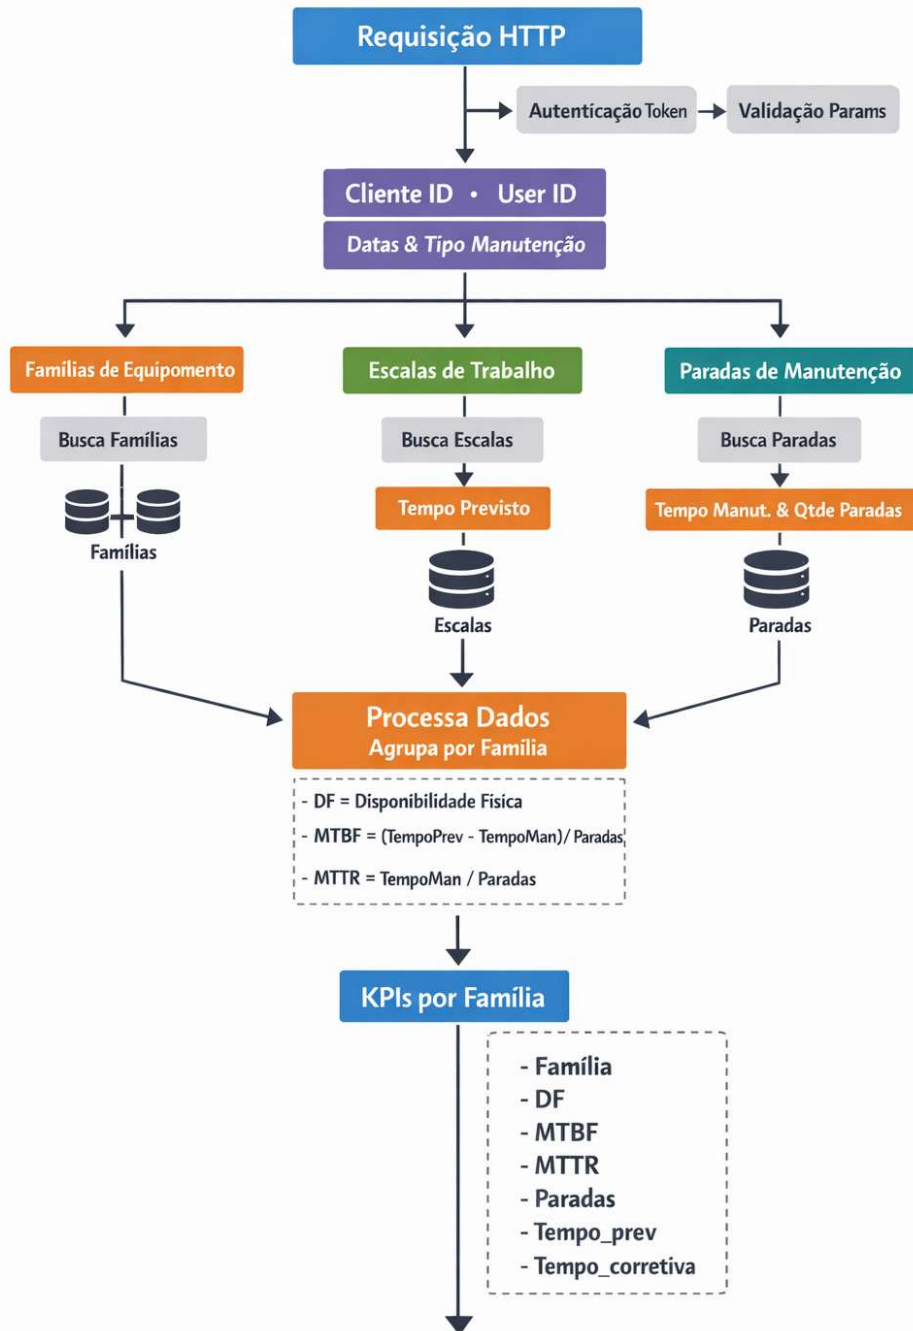 Requisição HTTP
Autenticação Token
Validação Params
Cliente ID • User ID
Datas & Tipo Manutenção
Famílias de Equipomento
Escalas de Trabalho
Paradas de Manutenção
Busca Famílias
Busca Escalas
Busca Paradas
Tempo Previsto
Tempo Manut. & Qtde Paradas
Famílias
Escalas
Paradas
Processa Dados
Agrupa por Família
- DF = Disponibilidade Física
- MTBF = (TempoPrev - TempoMan) / Paradas
- MTTR = TempoMan / Paradas
KPIs por Família
- Família
- DF
- MTBF
- MTTR
- Paradas
- Tempo_prev
- Tempo_corretiva